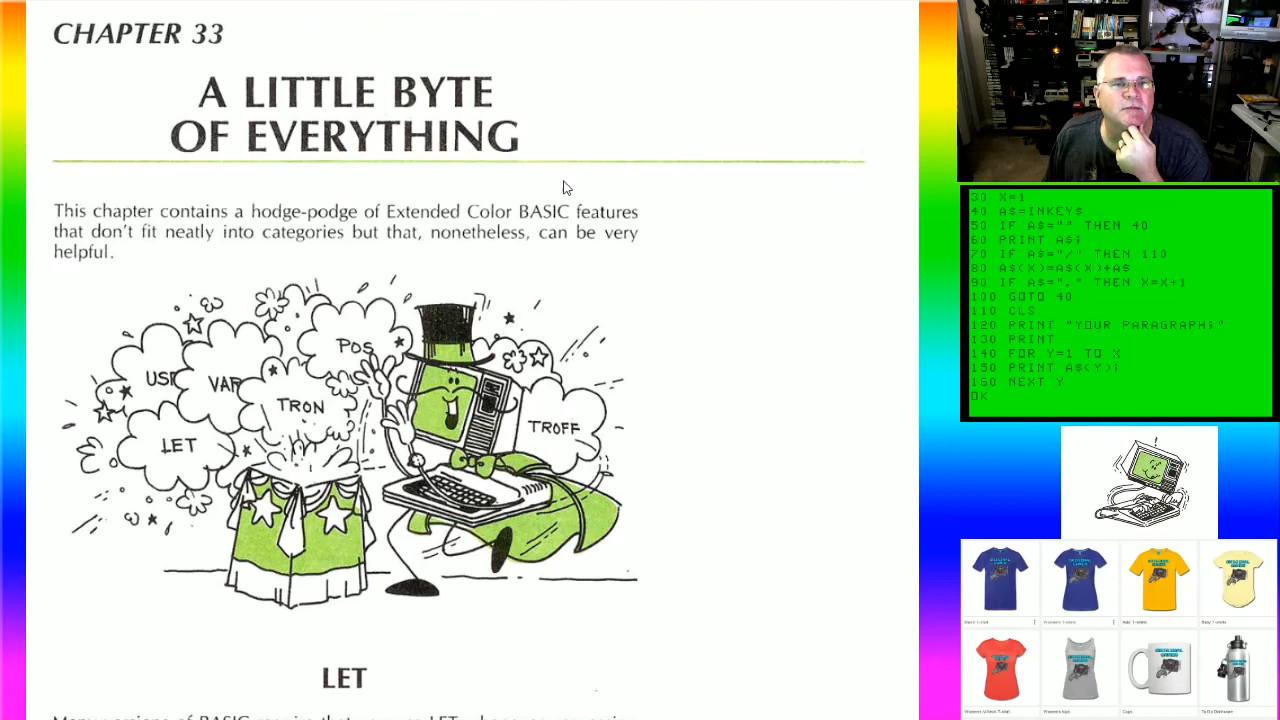 CHAPTER 33
A LITTLE BYTE
OF EVERYTHING
This chapter contains a hodge-podge of Extended Color BASIC features
that don't fit neatly into categories but that, nonetheless, can be very
helpful.
POS
VAR
TRON
TROFF
LET
LET
30 X=1
40 A$=INKEY$
50 IF A$="" THEN 40
60 PRINT A$;
70 IF A$="/" THEN 110
80 A$(X)=A$(X)+A$
90 IF A$="." THEN X=X+1
100 GOTO 40
110 CLS
120 PRINT "YOUR PARAGRAPH;"
130 PRINT
140 FOR Y=1 TO X
150 PRINT A$(Y);
160 NEXT Y
OK